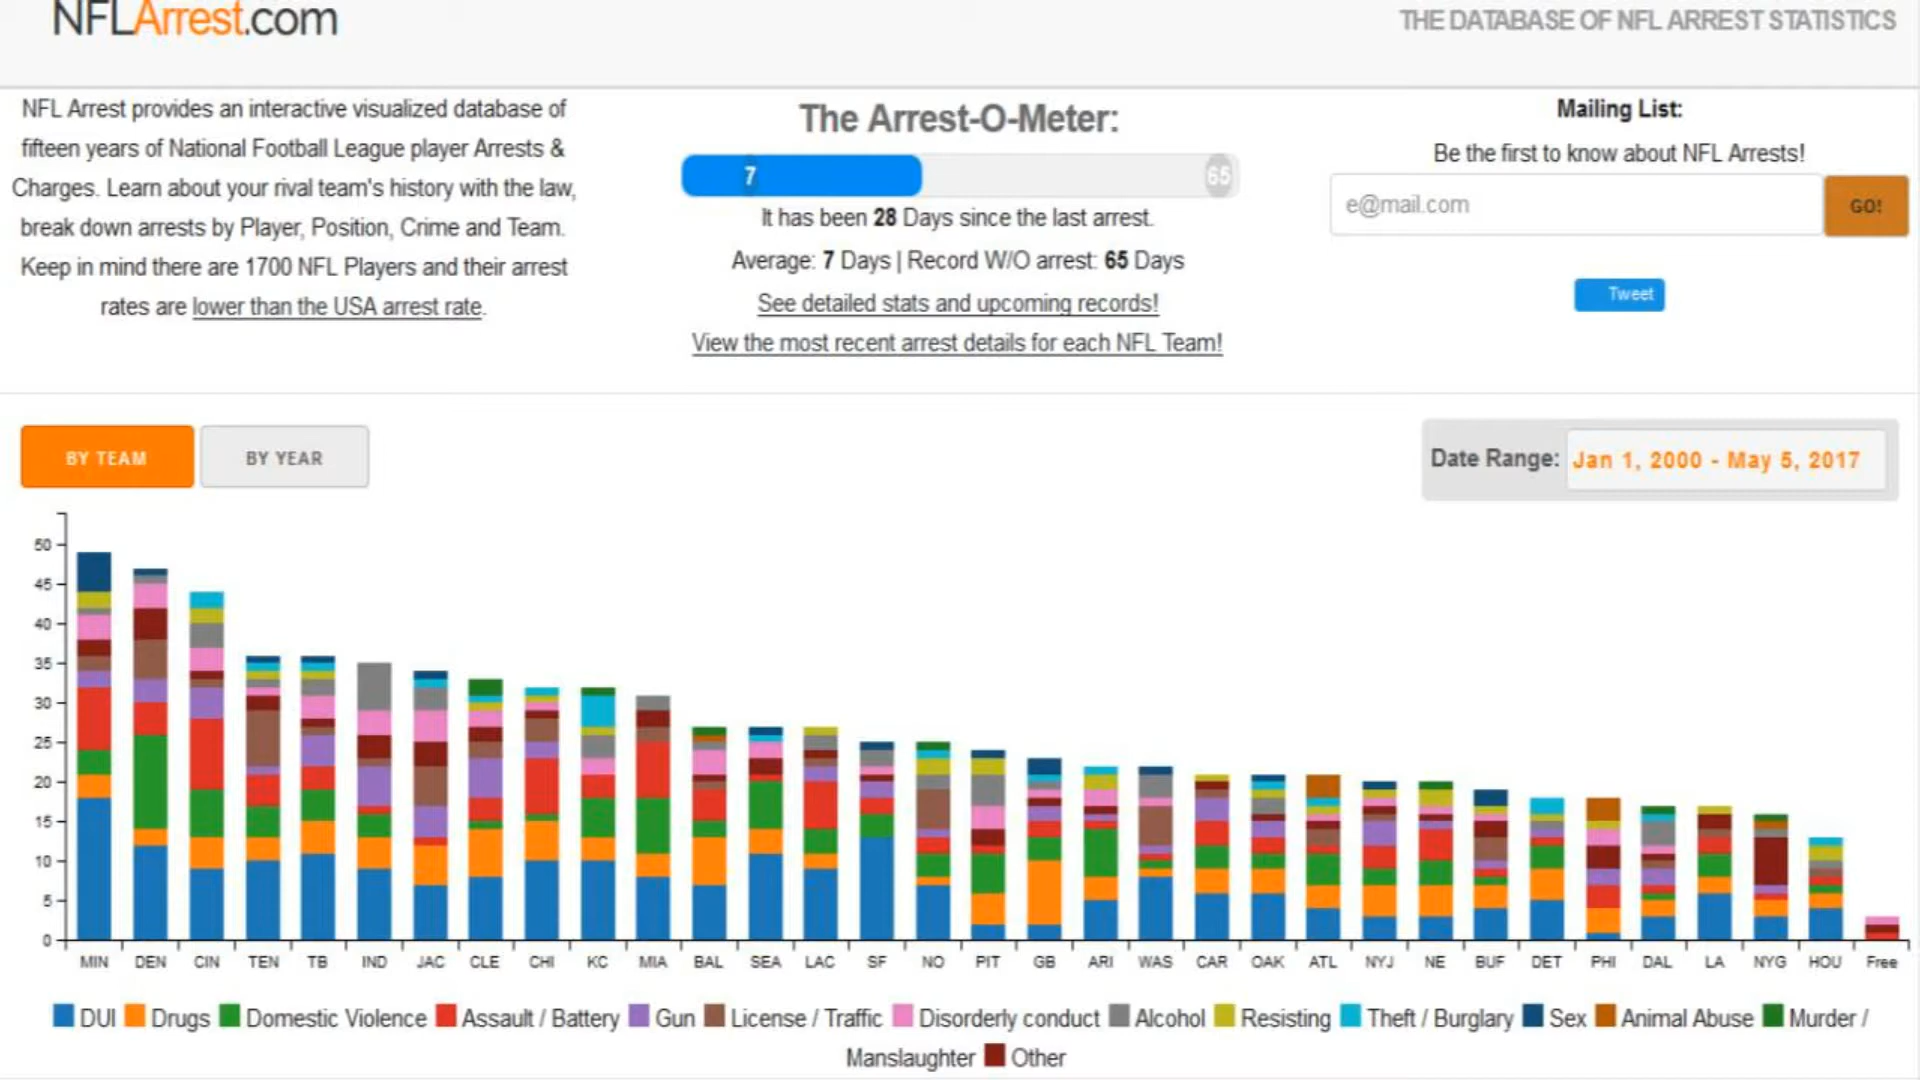 NFLArrest.com
THE DATABASE OF NFL ARREST STATISTICS
NFL Arrest provides an interactive visualized database of
fifteen years of National Football League player Arrests &
Charges. Learn about your rival team's history with the law,
break down arrests by Player, Position, Crime and Team.
Keep in mind there are 1700 NFL Players and their arrest
rates are lower than the USA arrest rate.
The Arrest-O-Meter:
7 65
It has been 28 Days since the last arrest.
Average: 7 Days | Record W/O arrest: 65 Days
See detailed stats and upcoming records!
View the most recent arrest details for each NFL Team!
Mailing List:
Be the first to know about NFL Arrests!
e@mail.com GO!
Tweet
BY TEAM BY YEAR
Date Range: Jan 1, 2000 - May 5, 2017
50
45
40
35
30
25
20
15
10
5
0
MIN DEN CIN TEN TB IND JAC CLE CHI KC MIA BAL SEA LAC SF NO PIT GB ARI WAS CAR OAK ATL NYJ NE BUF DET PHI DAL LA NYG HOU Free
DUI Drugs Domestic Violence Assault / Battery Gun License / Traffic Disorderly conduct Alcohol Resisting Theft / Burglary Sex Animal Abuse Murder /
Manslaughter Other